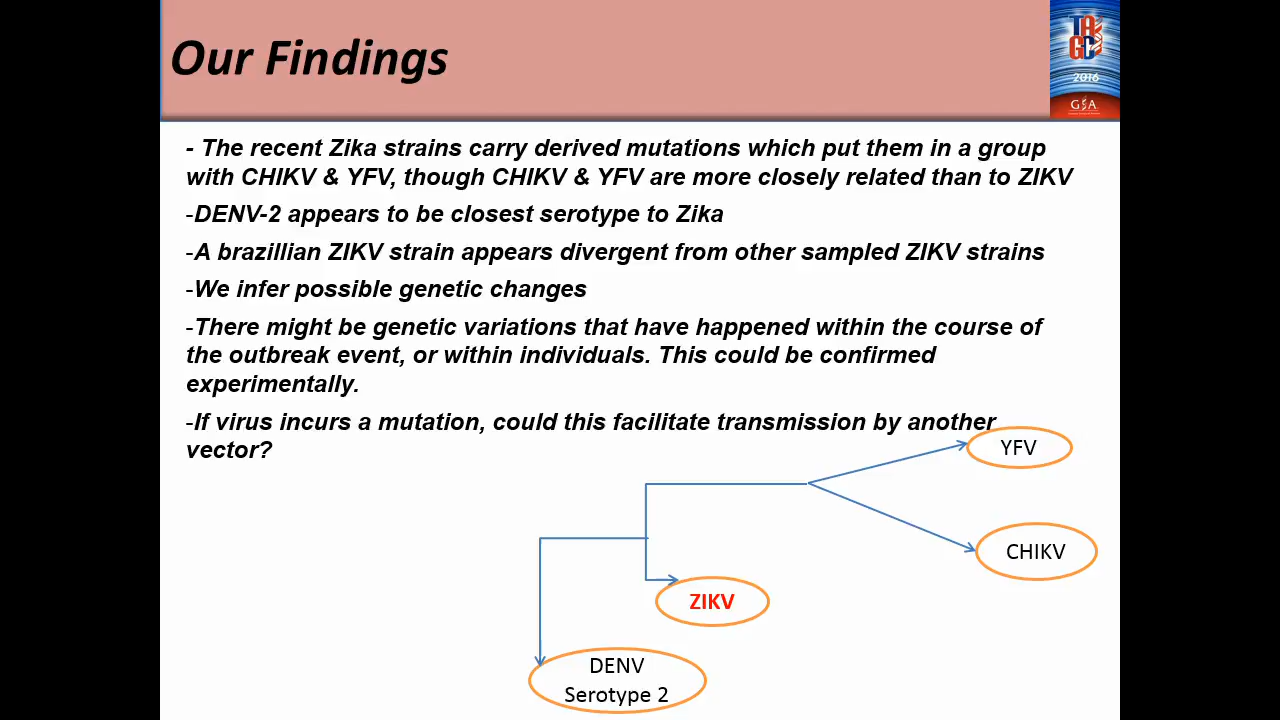 Our Findings
TAGC
2016
GSA
- The recent Zika strains carry derived mutations which put them in a group
with CHIKV & YFV, though CHIKV & YFV are more closely related than to ZIKV
-DENV-2 appears to be closest serotype to Zika
-A brazillian ZIKV strain appears divergent from other sampled ZIKV strains
-We infer possible genetic changes
-There might be genetic variations that have happened within the course of
the outbreak event, or within individuals. This could be confirmed
experimentally.
-If virus incurs a mutation, could this facilitate transmission by another
vector?
YFV
CHIKV
ZIKV
DENV
Serotype 2